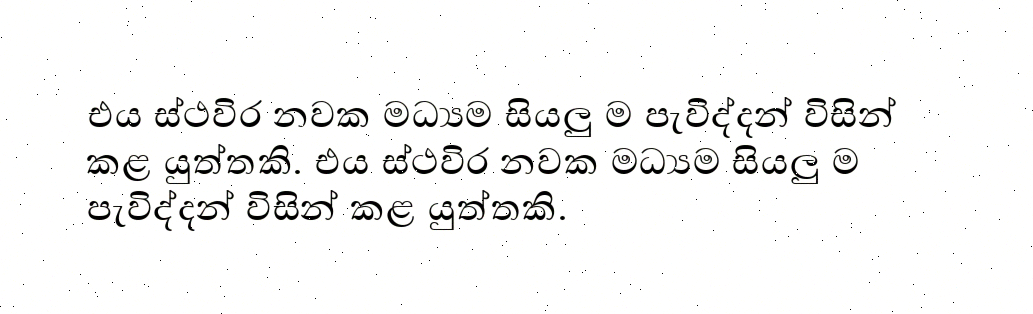 එය ස්ථවිර නවක මධ්‍යම සියලු ම පැවිද්දන් විසින්
කළ යුත්තකි. එය ස්ථවිර නවක මධ්‍යම සියලු ම
පැවිද්දන් විසින් කළ යුත්තකි.